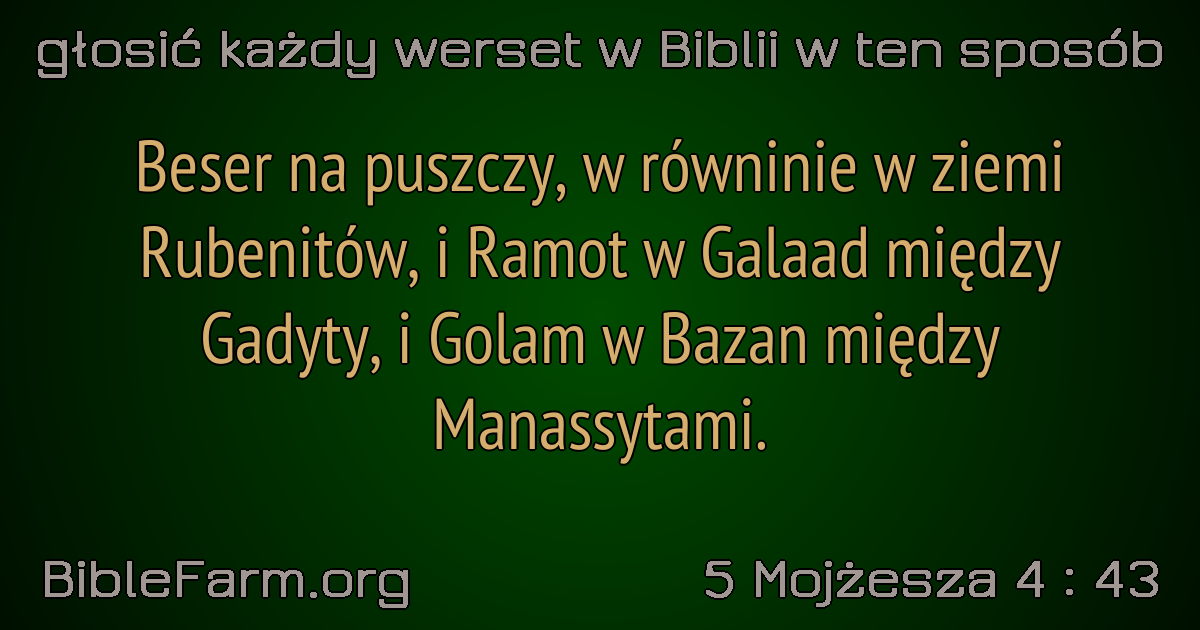 głosić każdy werset w Biblii w ten sposób
Beser na puszczy, w równinie w ziemi
Rubenitów, i Ramot w Galaad między
Gadyty, i Golam w Bazan między
Manassytami.
BibleFarm.org
5 Mojżesza 4 : 43